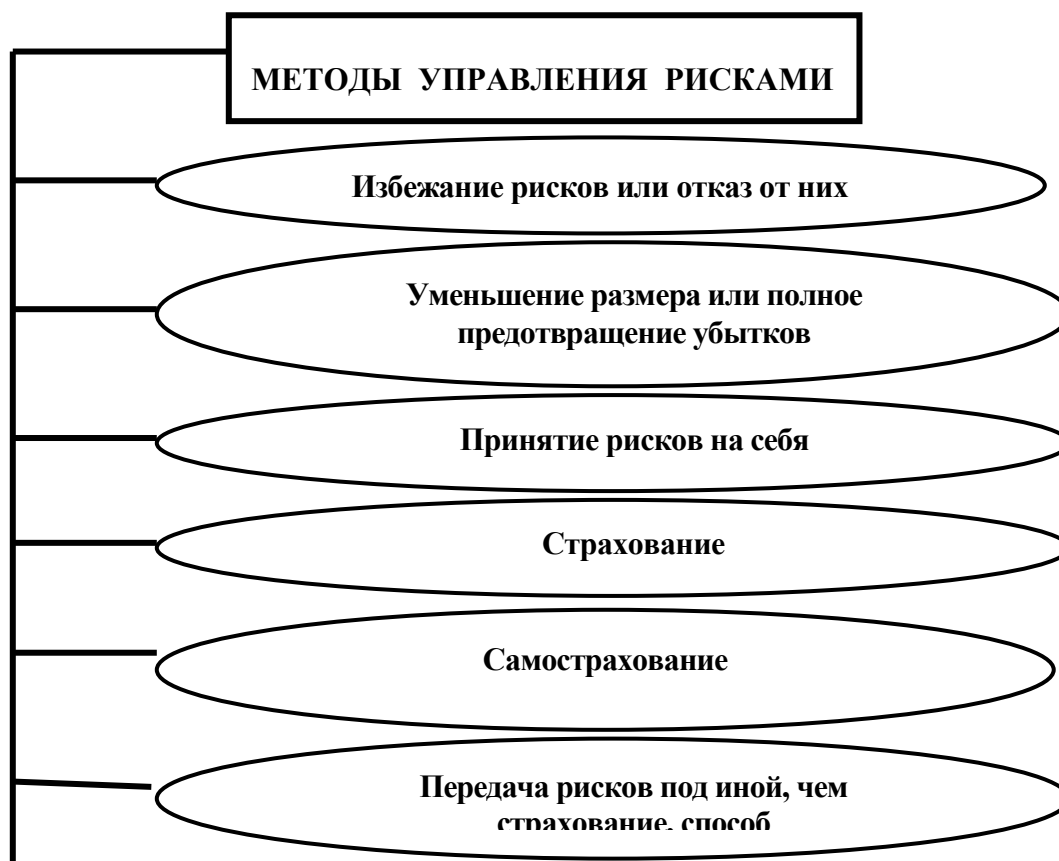 МЕТОДЫ УПРАВЛЕНИЯ РИСКАМИ
Избежание рисков или отказ от них
Уменьшение размера или полное
предотвращение убытков
Принятие рисков на себя
Страхование
Самострахование
Передача рисков под иной, чем
страхование, способ